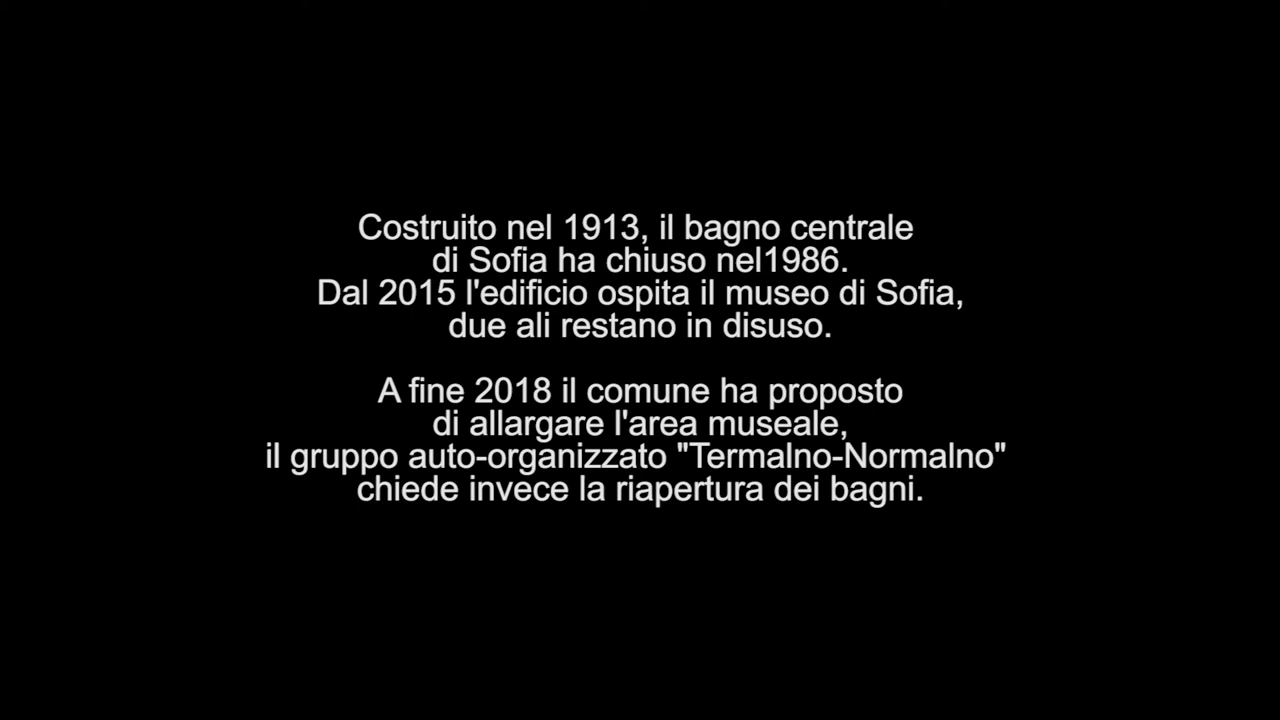 Costruito nel 1913, il bagno centrale
di Sofia ha chiuso nel1986.
Dal 2015 l'edificio ospita il museo di Sofia,
due ali restano in disuso.
A fine 2018 il comune ha proposto
di allargare l'area museale,
il gruppo auto-organizzato "Termalno-Normalno"
chiede invece la riapertura dei bagni.